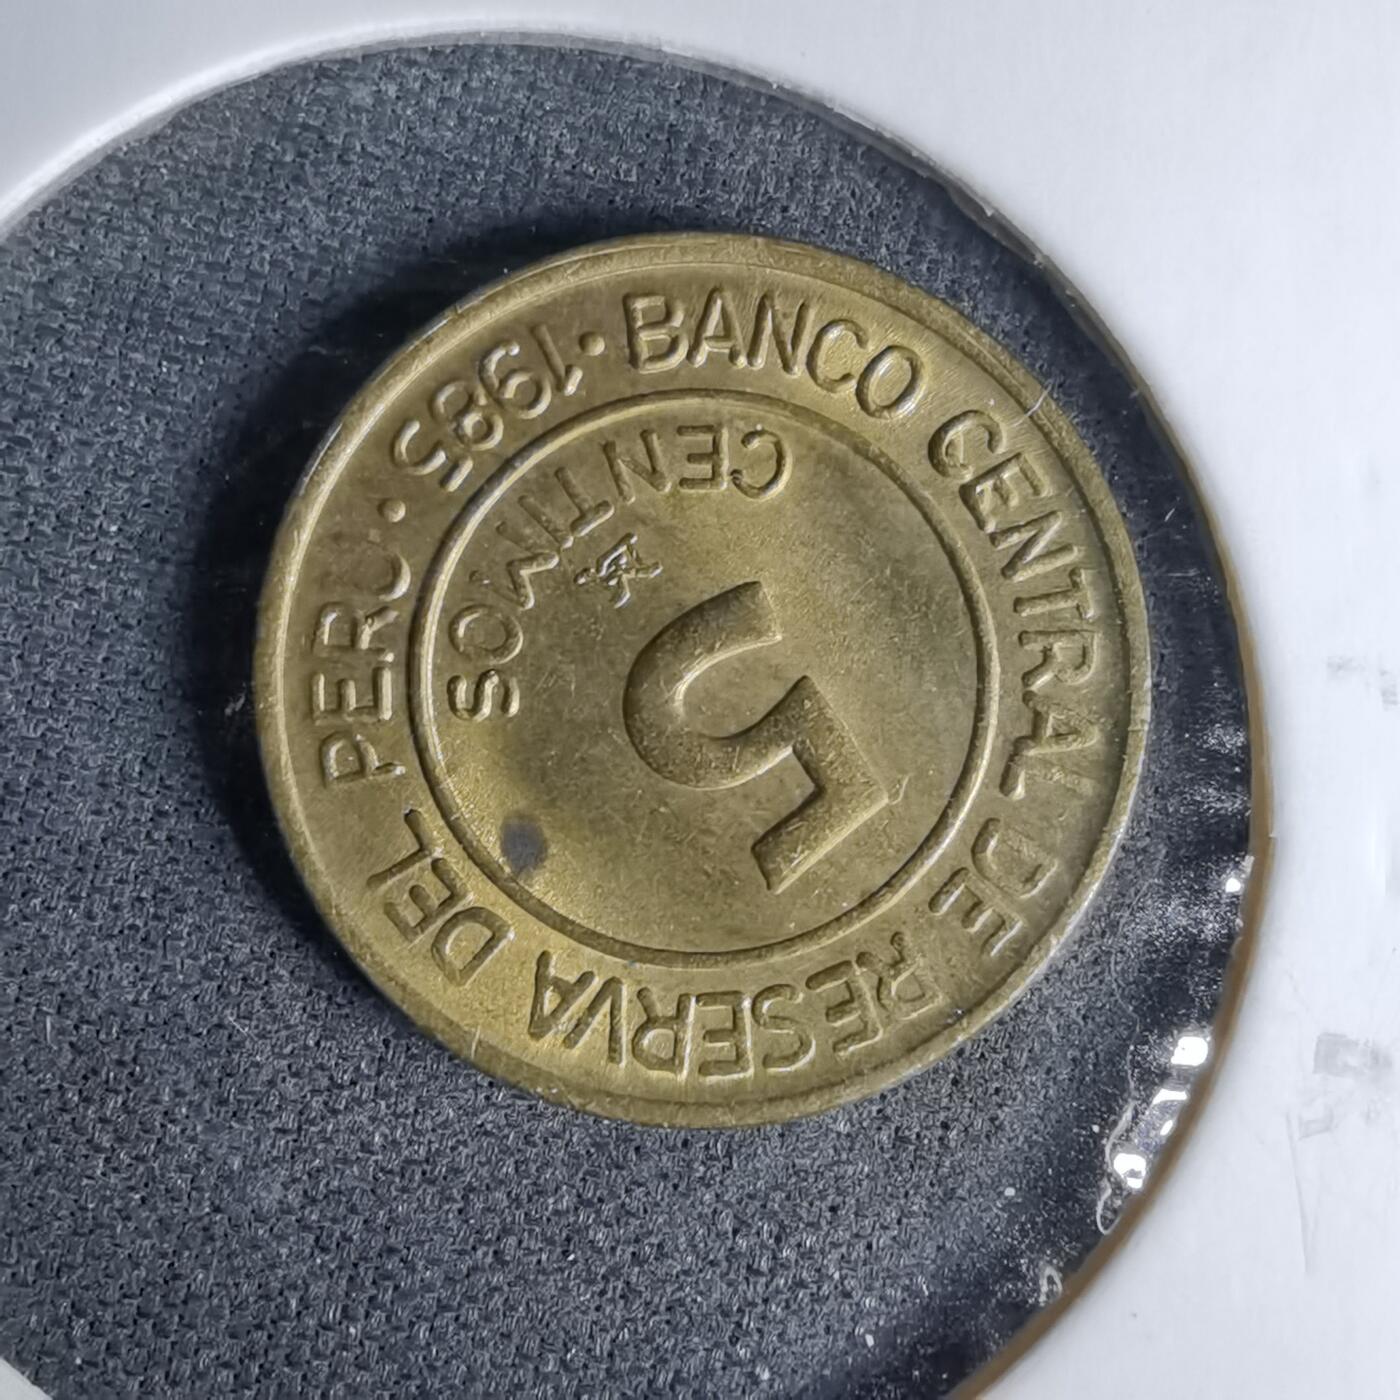 BANCO CENTRAL DE RESERVA DEL PERU · 1985 ·
5
CENTIMOS